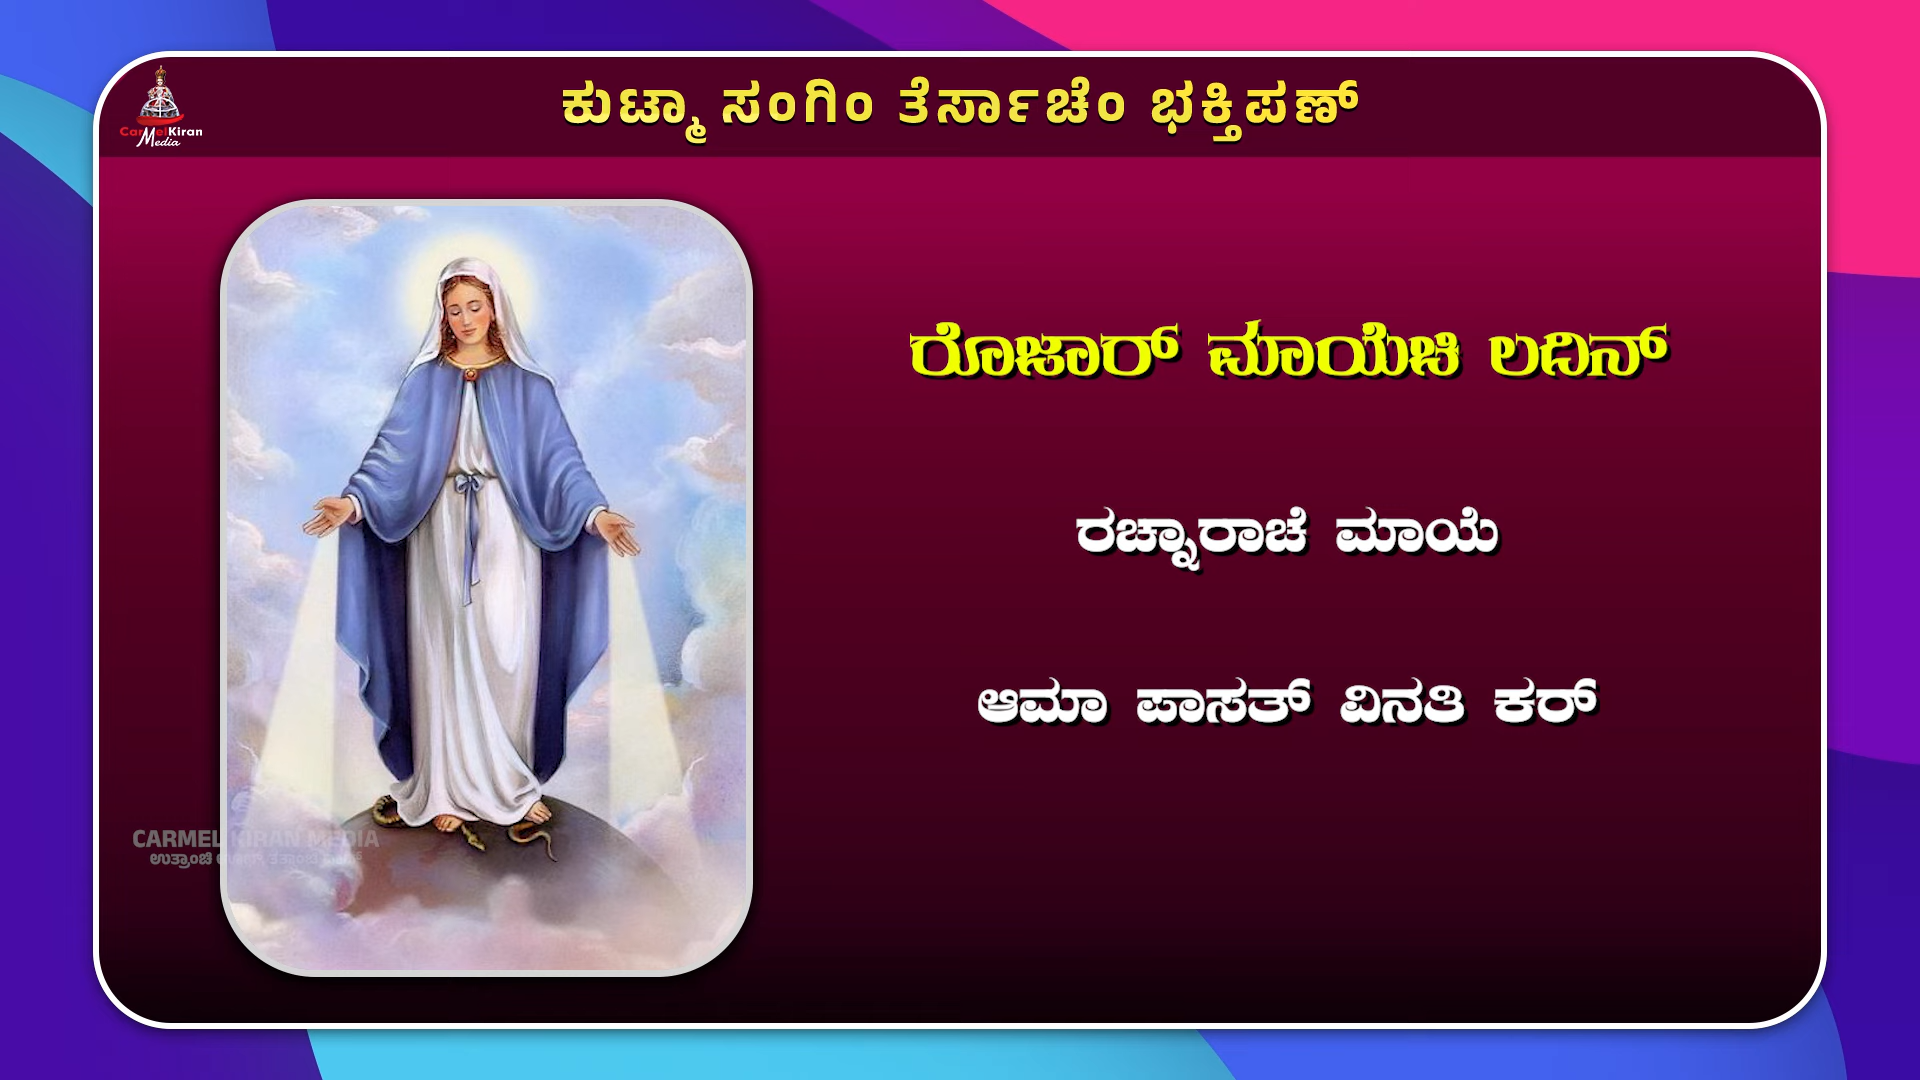 ಕುಟ್ಮಾ ಸಂಗಿಂ ತೆರ್ಸಾಚೆಂ ಭಕ್ತಿಪಣ್
CarmelKiran
Media
ರೊಜಾರ್ ಮಾಯೆಚಿ ಲದಿನ್
ರಚ್ನಾರಾಚೆ ಮಾಯೆ
ಆಮಾ ಪಾಸತ್ ವಿನತಿ ಕರ್
CARMEL KIRAN MEDIA